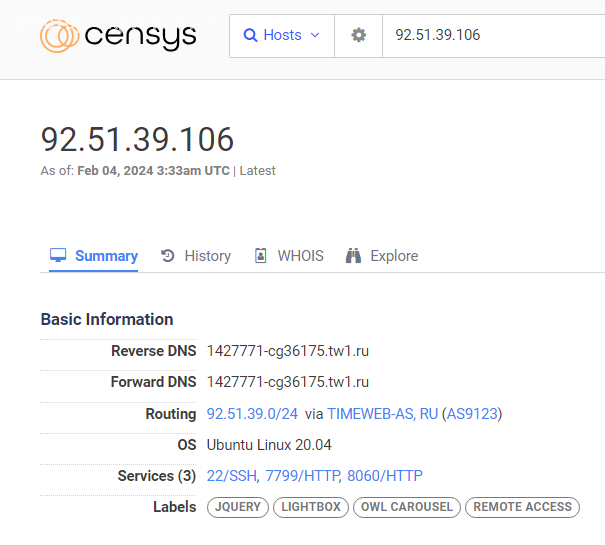 censys Hosts 92.51.39.106
92.51.39.106
As of: Feb 04, 2024 3:33am UTC | Latest
Summary History WHOIS Explore
Basic Information
Reverse DNS 1427771-cg36175.tw1.ru
Forward DNS 1427771-cg36175.tw1.ru
Routing 92.51.39.0/24 via TIMEWEB-AS, RU (AS9123)
OS Ubuntu Linux 20.04
Services (3) 22/SSH, 7799/HTTP, 8060/HTTP
Labels JQUERY LIGHTBOX OWL CAROUSEL REMOTE ACCESS